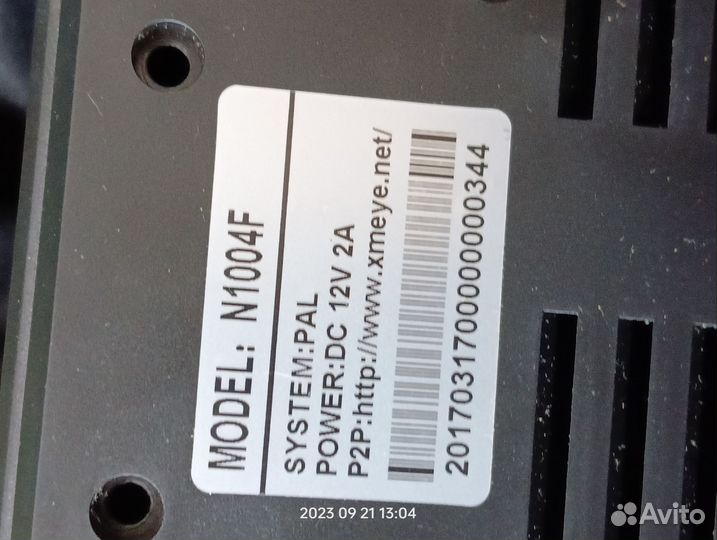 MODEL: N1004F
SYSTEM:PAL
POWER:DC 12V 2A
P2P:http://www.xmeye.net/
20170317000000000344
2023 09 21 13:04
Avito